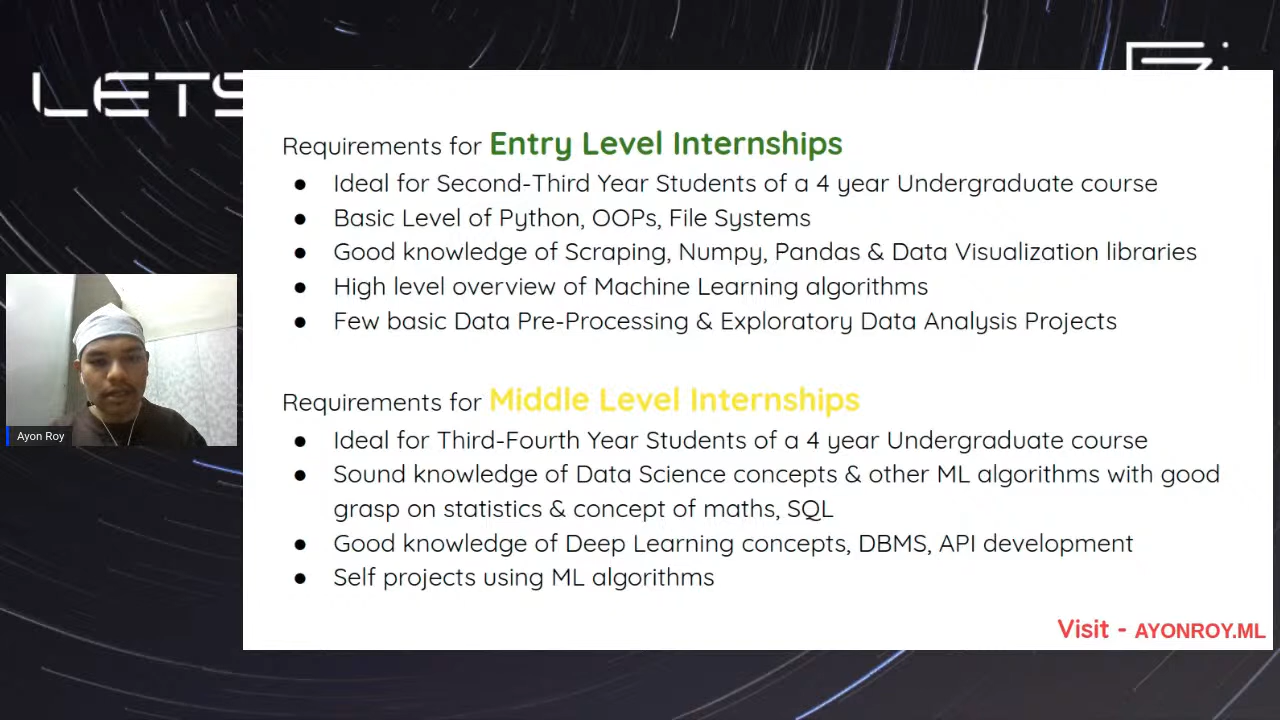 LETS
Requirements for Entry Level Internships
● Ideal for Second-Third Year Students of a 4 year Undergraduate course
● Basic Level of Python, OOPs, File Systems
● Good knowledge of Scraping, Numpy, Pandas & Data Visualization libraries
● High level overview of Machine Learning algorithms
● Few basic Data Pre-Processing & Exploratory Data Analysis Projects
Requirements for Middle Level Internships
● Ideal for Third-Fourth Year Students of a 4 year Undergraduate course
● Sound knowledge of Data Science concepts & other ML algorithms with good
grasp on statistics & concept of maths, SQL
● Good knowledge of Deep Learning concepts, DBMS, API development
● Self projects using ML algorithms
Ayon Roy
Visit - AYONROY.ML